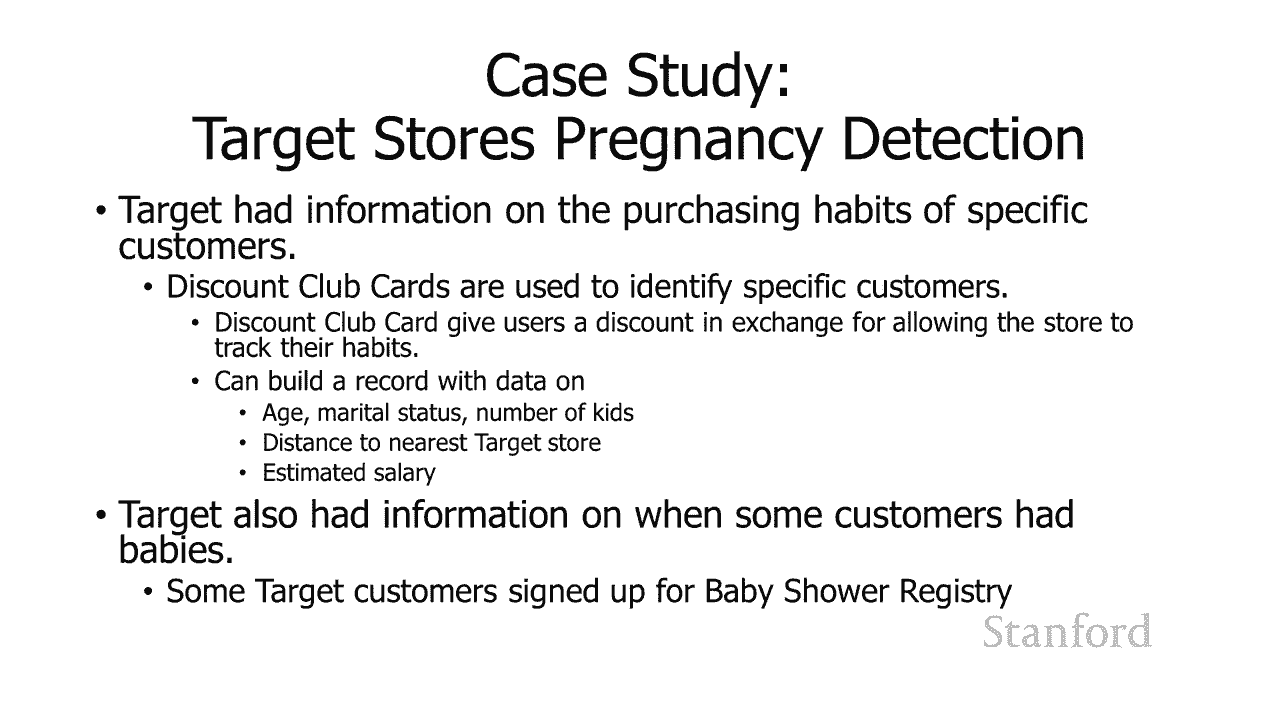 Case Study:
Target Stores Pregnancy Detection
• Target had information on the purchasing habits of specific
customers.
• Discount Club Cards are used to identify specific customers.
• Discount Club Card give users a discount in exchange for allowing the store to
track their habits.
• Can build a record with data on
• Age, marital status, number of kids
• Distance to nearest Target store
• Estimated salary
• Target also had information on when some customers had
babies.
• Some Target customers signed up for Baby Shower Registry
Stanford